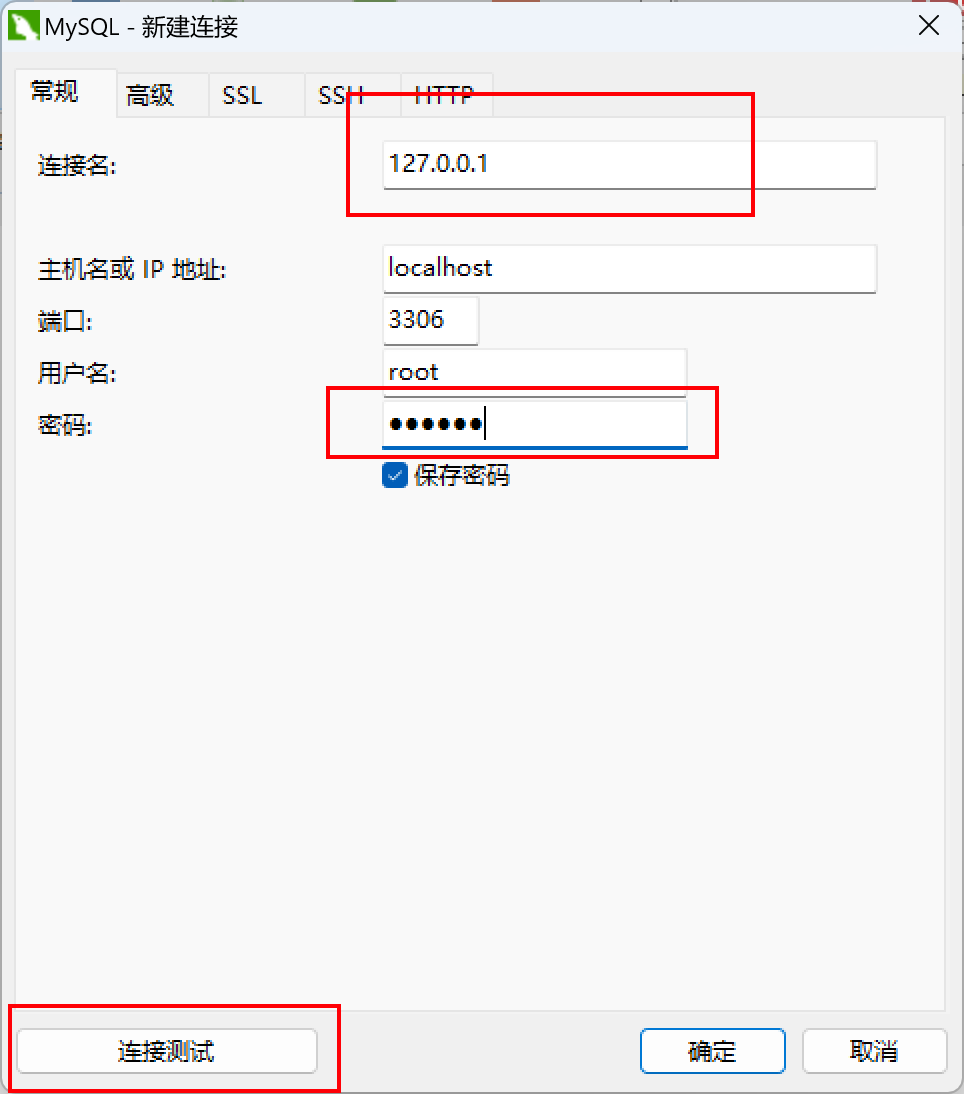 MySQL - 新建连接
常规 高级 SSL SSH HTTP
连接名: 127.0.0.1
主机名或 IP 地址: localhost
端口: 3306
用户名: root
密码: ●●●●●●
保存密码
连接测试 确定 取消